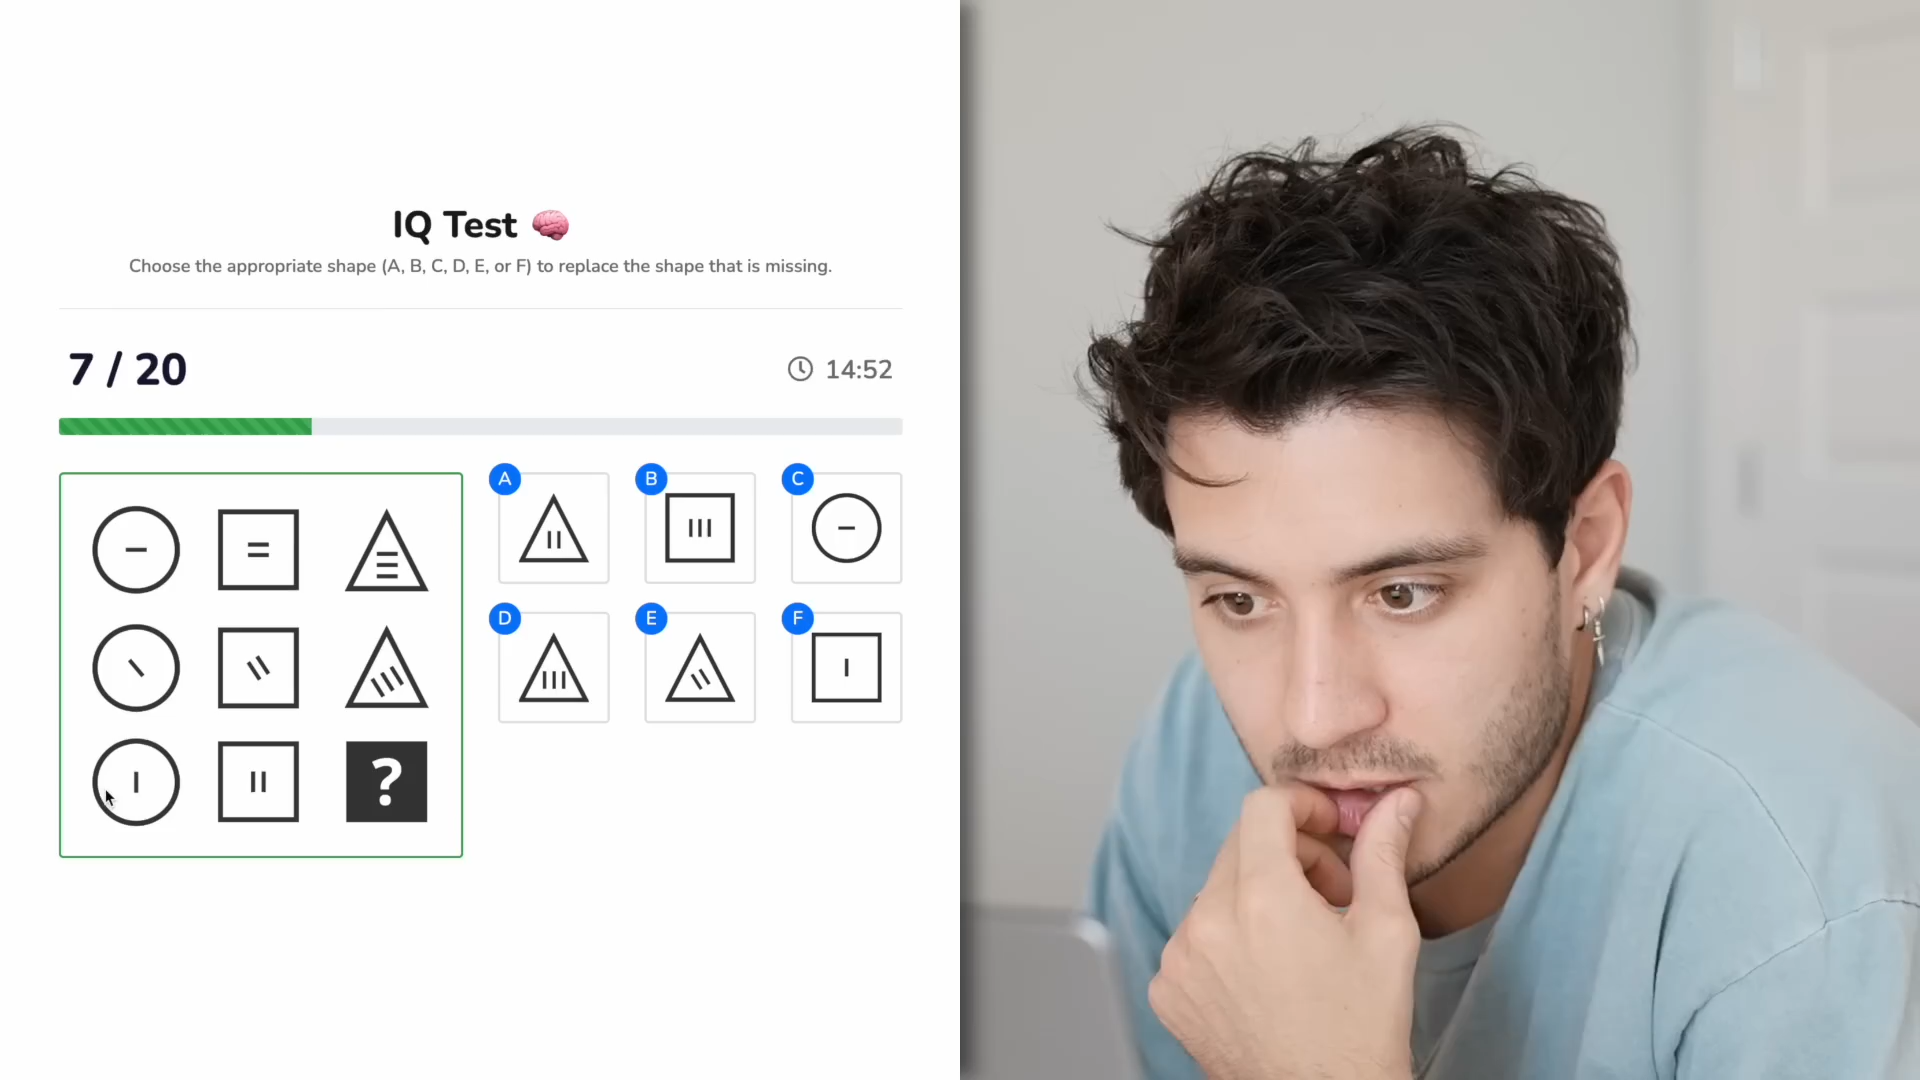 IQ Test
Choose the appropriate shape (A, B, C, D, E, or F) to replace the shape that is missing.
7 / 20
14:52
A
B
C
D
E
F
?